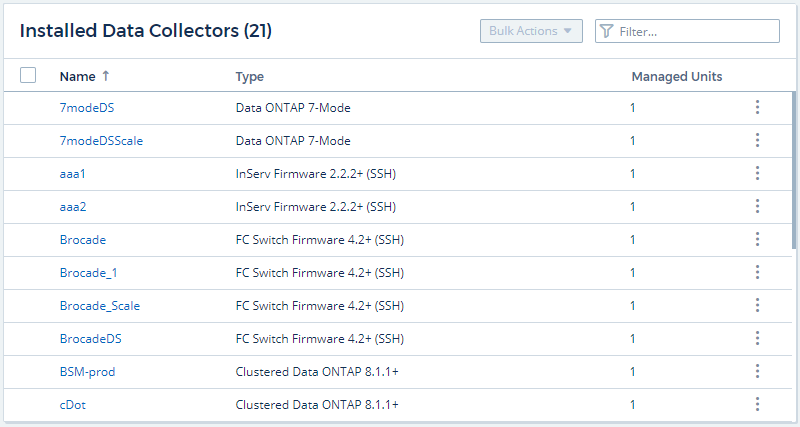 Installed Data Collectors (21) Bulk Actions Filter...
Name ↑ Type Managed Units
7modeDS Data ONTAP 7-Mode 1
7modeDSScale Data ONTAP 7-Mode 1
aaa1 InServ Firmware 2.2.2+ (SSH) 1
aaa2 InServ Firmware 2.2.2+ (SSH) 1
Brocade FC Switch Firmware 4.2+ (SSH) 1
Brocade_1 FC Switch Firmware 4.2+ (SSH) 1
Brocade_Scale FC Switch Firmware 4.2+ (SSH) 1
BrocadeDS FC Switch Firmware 4.2+ (SSH) 1
BSM-prod Clustered Data ONTAP 8.1.1+ 1
cDot Clustered Data ONTAP 8.1.1+ 1